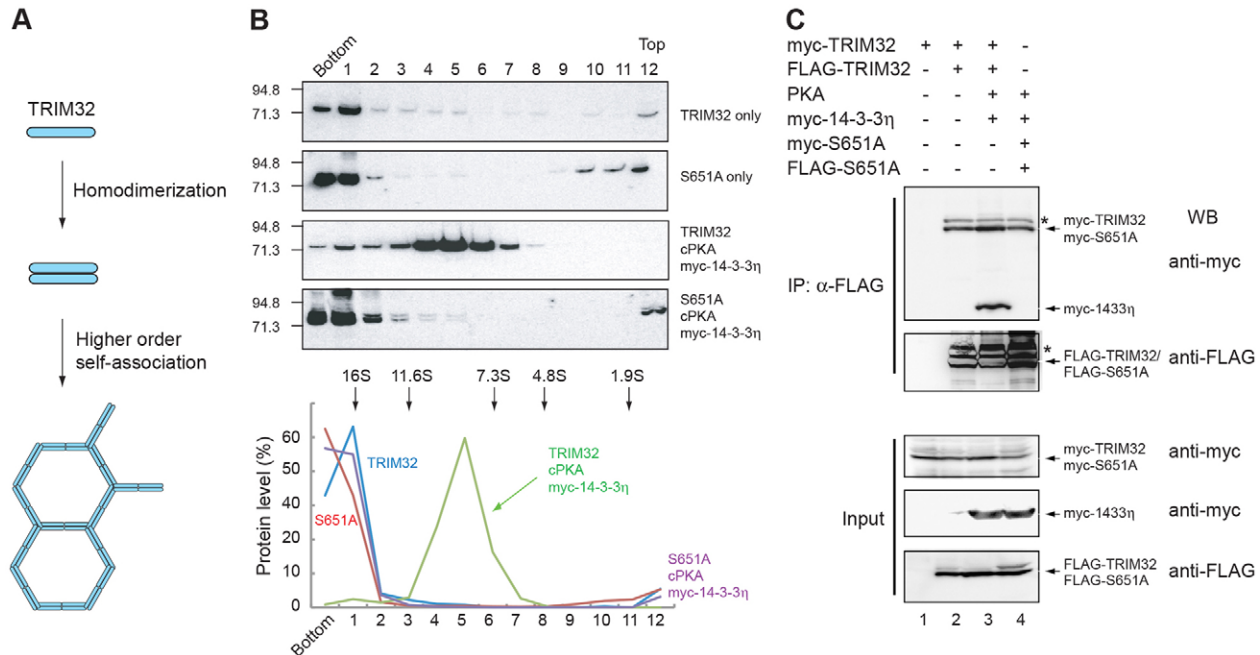 A
TRIM32
Homodimerization
Higher order
self-association
B
Bottom 1 2 3 4 5 6 7 8 9 10 11 12 Top
94.8
71.3
TRIM32 only
94.8
71.3
S651A only
94.8
71.3
TRIM32
cPKA
myc-14-3-3η
94.8
71.3
S651A
cPKA
myc-14-3-3η
16S 11.6S 7.3S 4.8S 1.9S
Protein level (%)
60
50
40
30
20
10
0
TRIM32
S651A
TRIM32
cPKA
myc-14-3-3η
S651A
cPKA
myc-14-3-3η
Bottom 1 2 3 4 5 6 7 8 9 10 11 12
C
myc-TRIM32 + + + -
FLAG-TRIM32 - + + -
PKA - - + +
myc-14-3-3η - - + +
myc-S651A - - - +
FLAG-S651A - - - +
IP: α-FLAG
*
myc-TRIM32
myc-S651A
WB
anti-myc
myc-1433η
*
FLAG-TRIM32/
FLAG-S651A
anti-FLAG
Input
myc-TRIM32
myc-S651A
anti-myc
myc-1433η
anti-myc
FLAG-TRIM32
FLAG-S651A
anti-FLAG
1 2 3 4